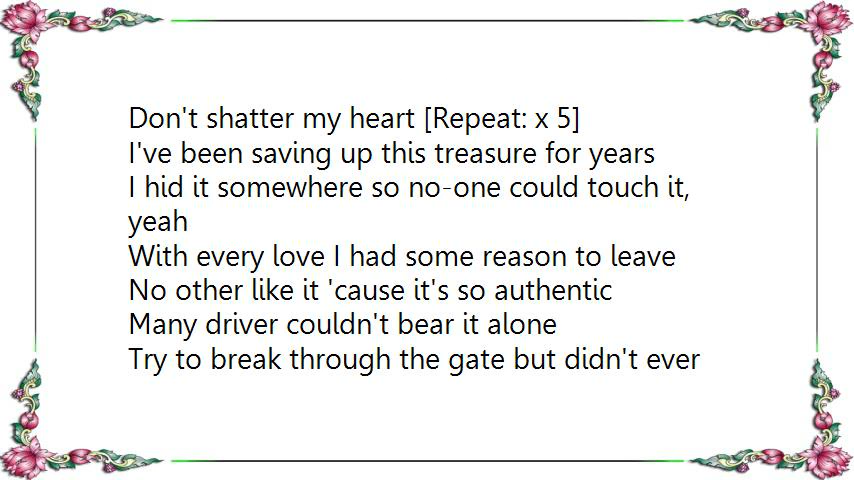 Don't shatter my heart [Repeat: x 5]
I've been saving up this treasure for years
I hid it somewhere so no-one could touch it,
yeah
With every love I had some reason to leave
No other like it 'cause it's so authentic
Many driver couldn't bear it alone
Try to break through the gate but didn't ever